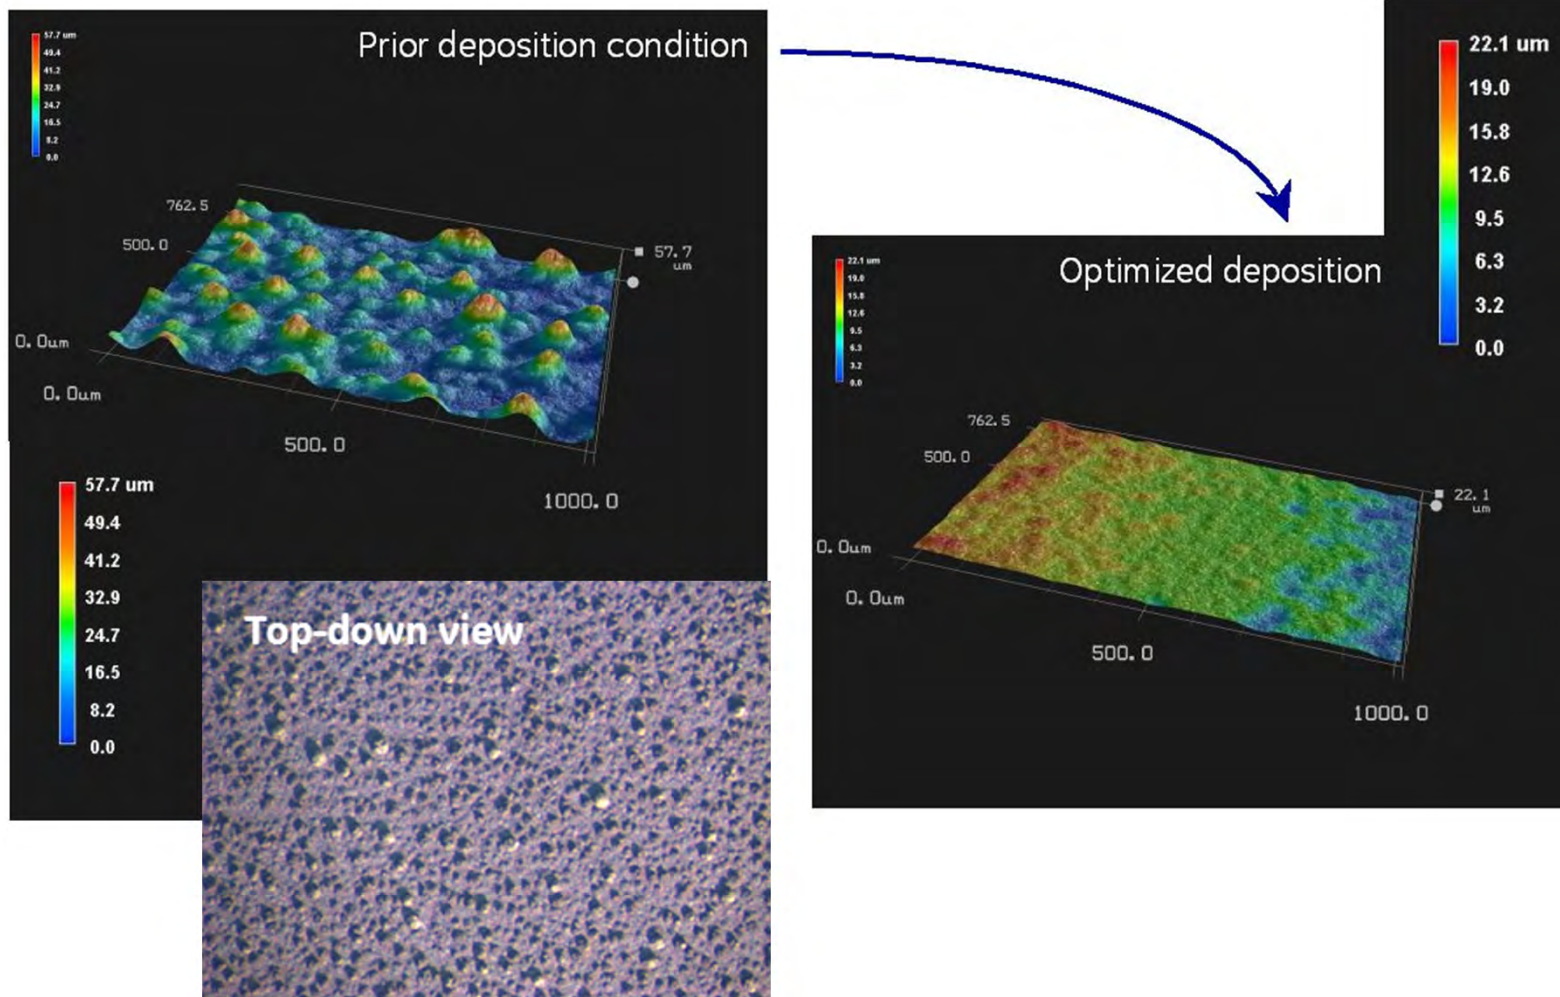 Prior deposition condition
57.7 um
49.4
41.2
32.9
24.7
16.5
8.2
0.0
762.5
500.0
0.0um
0.0um
500.0
1000.0
57.7
um
57.7 um
49.4
41.2
32.9
24.7
16.5
8.2
0.0
Top-down view
22.1 um
19.0
15.8
12.6
9.5
6.3
3.2
0.0
Optimized deposition
22.1 um
19.0
15.8
12.6
9.5
6.3
3.2
0.0
762.5
500.0
0.0um
0.0um
500.0
1000.0
22.1
um